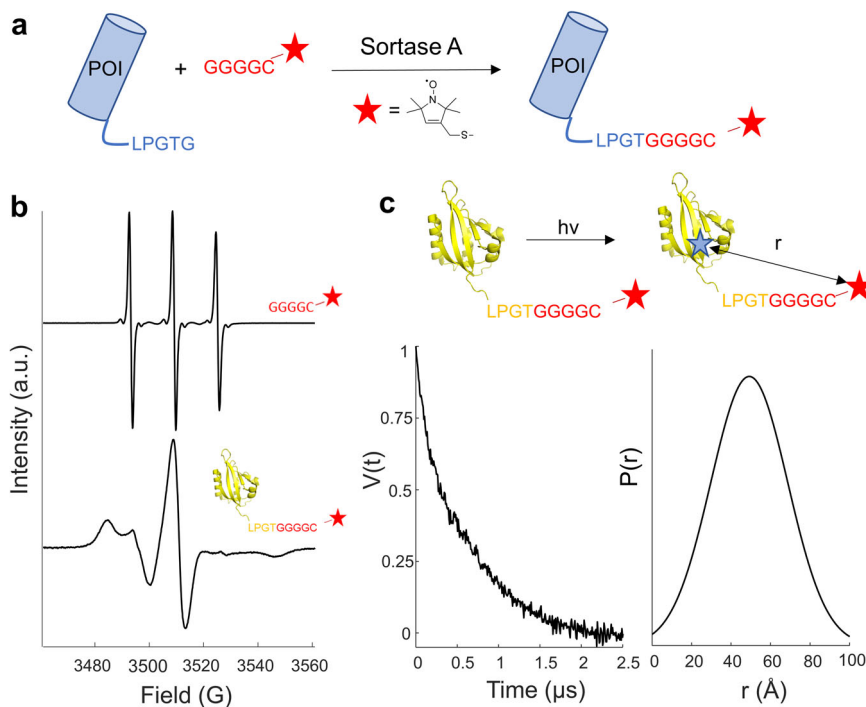 a
POI
LPGTG
+
GGGGC
Sortase A
=
•O
N
S
POI
LPGTGGGGC
b
Intensity (a.u.)
GGGGC
LPGTGGGGC
3480 3500 3520 3540 3560
Field (G)
c
hν
r
LPGTGGGGC
LPGTGGGGC
V(t)
1
0.75
0.5
0.25
0
0 0.5 1 1.5 2 2.5
Time (µs)
P(r)
0 20 40 60 80 100
r (Å)